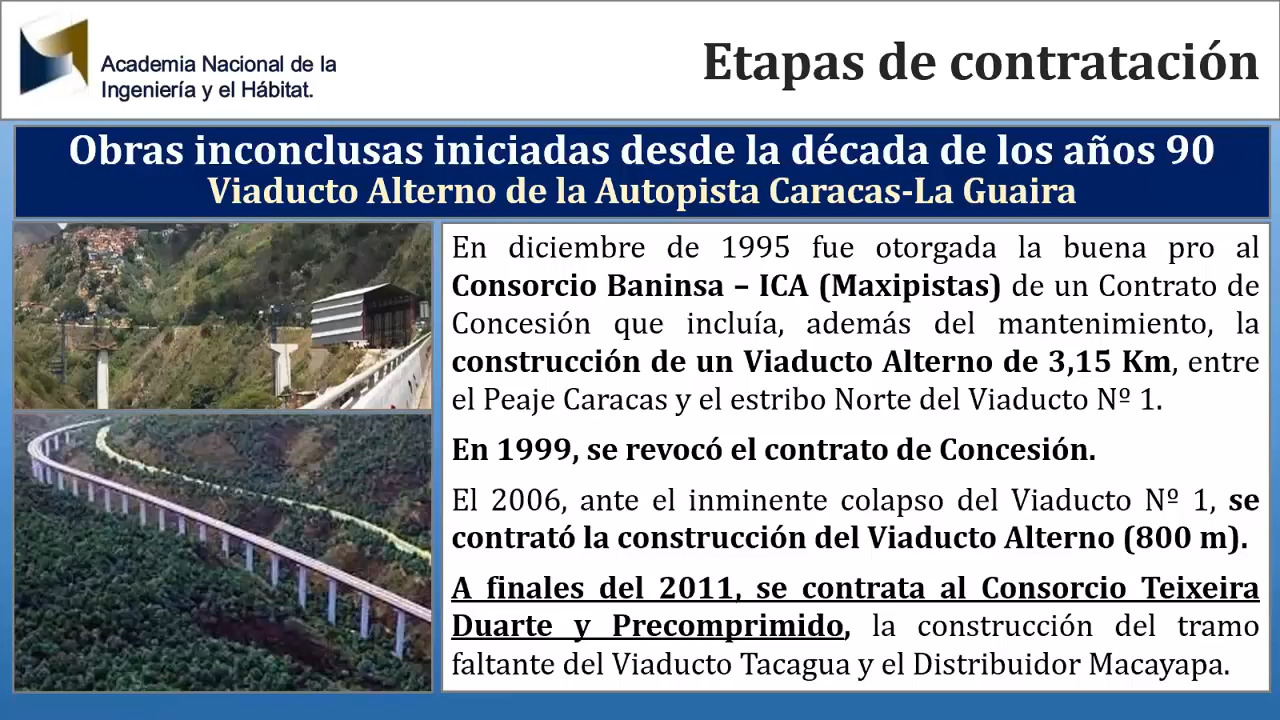 Academia Nacional de la
Ingeniería y el Hábitat.
Etapas de contratación
Obras inconclusas iniciadas desde la década de los años 90
Viaducto Alterno de la Autopista Caracas-La Guaira
En diciembre de 1995 fue otorgada la buena pro al
Consorcio Baninsa – ICA (Maxipistas) de un Contrato de
Concesión que incluía, además del mantenimiento, la
construcción de un Viaducto Alterno de 3,15 Km, entre
el Peaje Caracas y el estribo Norte del Viaducto Nº 1.
En 1999, se revocó el contrato de Concesión.
El 2006, ante el inminente colapso del Viaducto Nº 1, se
contrató la construcción del Viaducto Alterno (800 m).
A finales del 2011, se contrata al Consorcio Teixeira
Duarte y Precomprimido, la construcción del tramo
faltante del Viaducto Tacagua y el Distribuidor Macayapa.